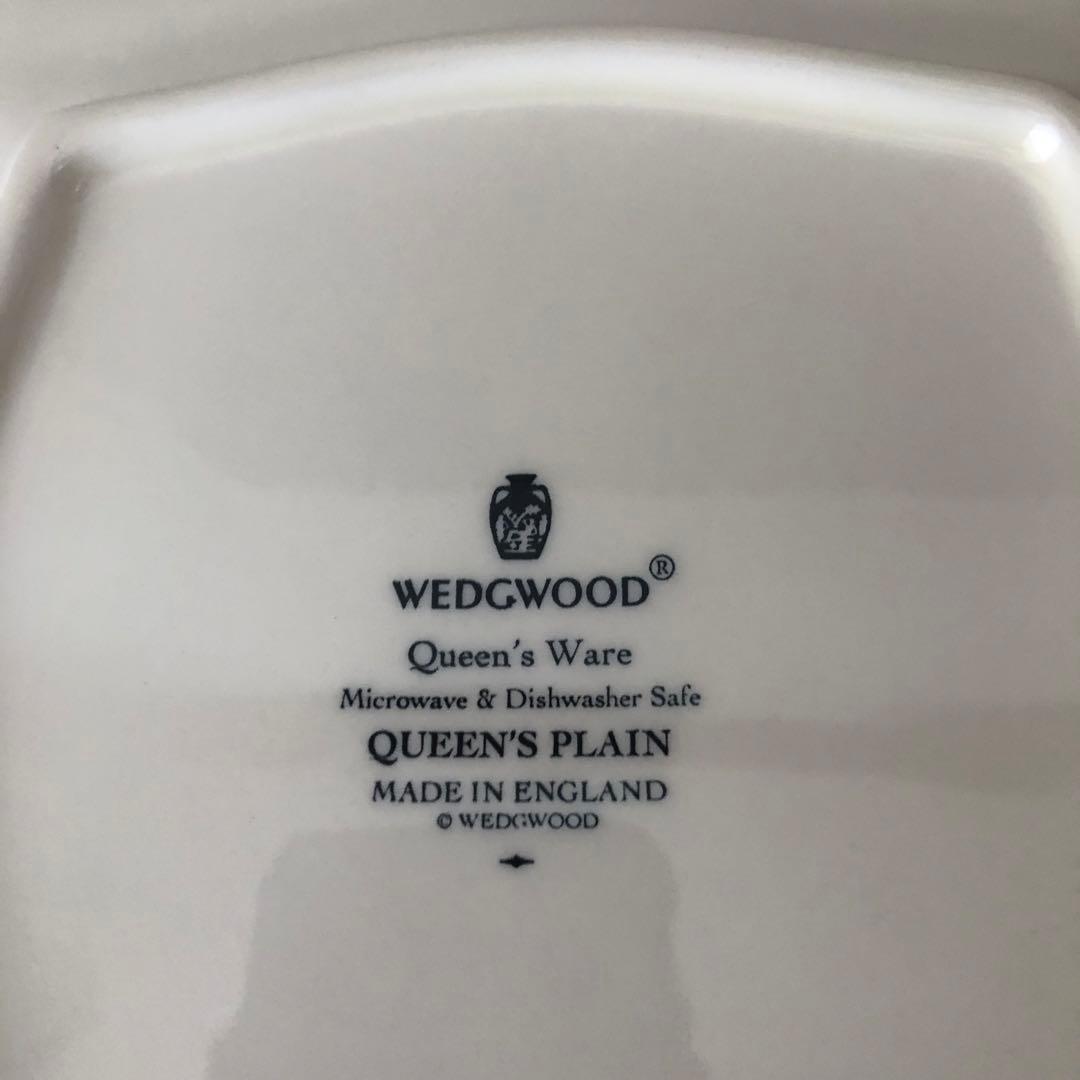 WEDGWOOD®
Queen's Ware
Microwave & Dishwasher Safe
QUEEN'S PLAIN
MADE IN ENGLAND
© WEDGWOOD